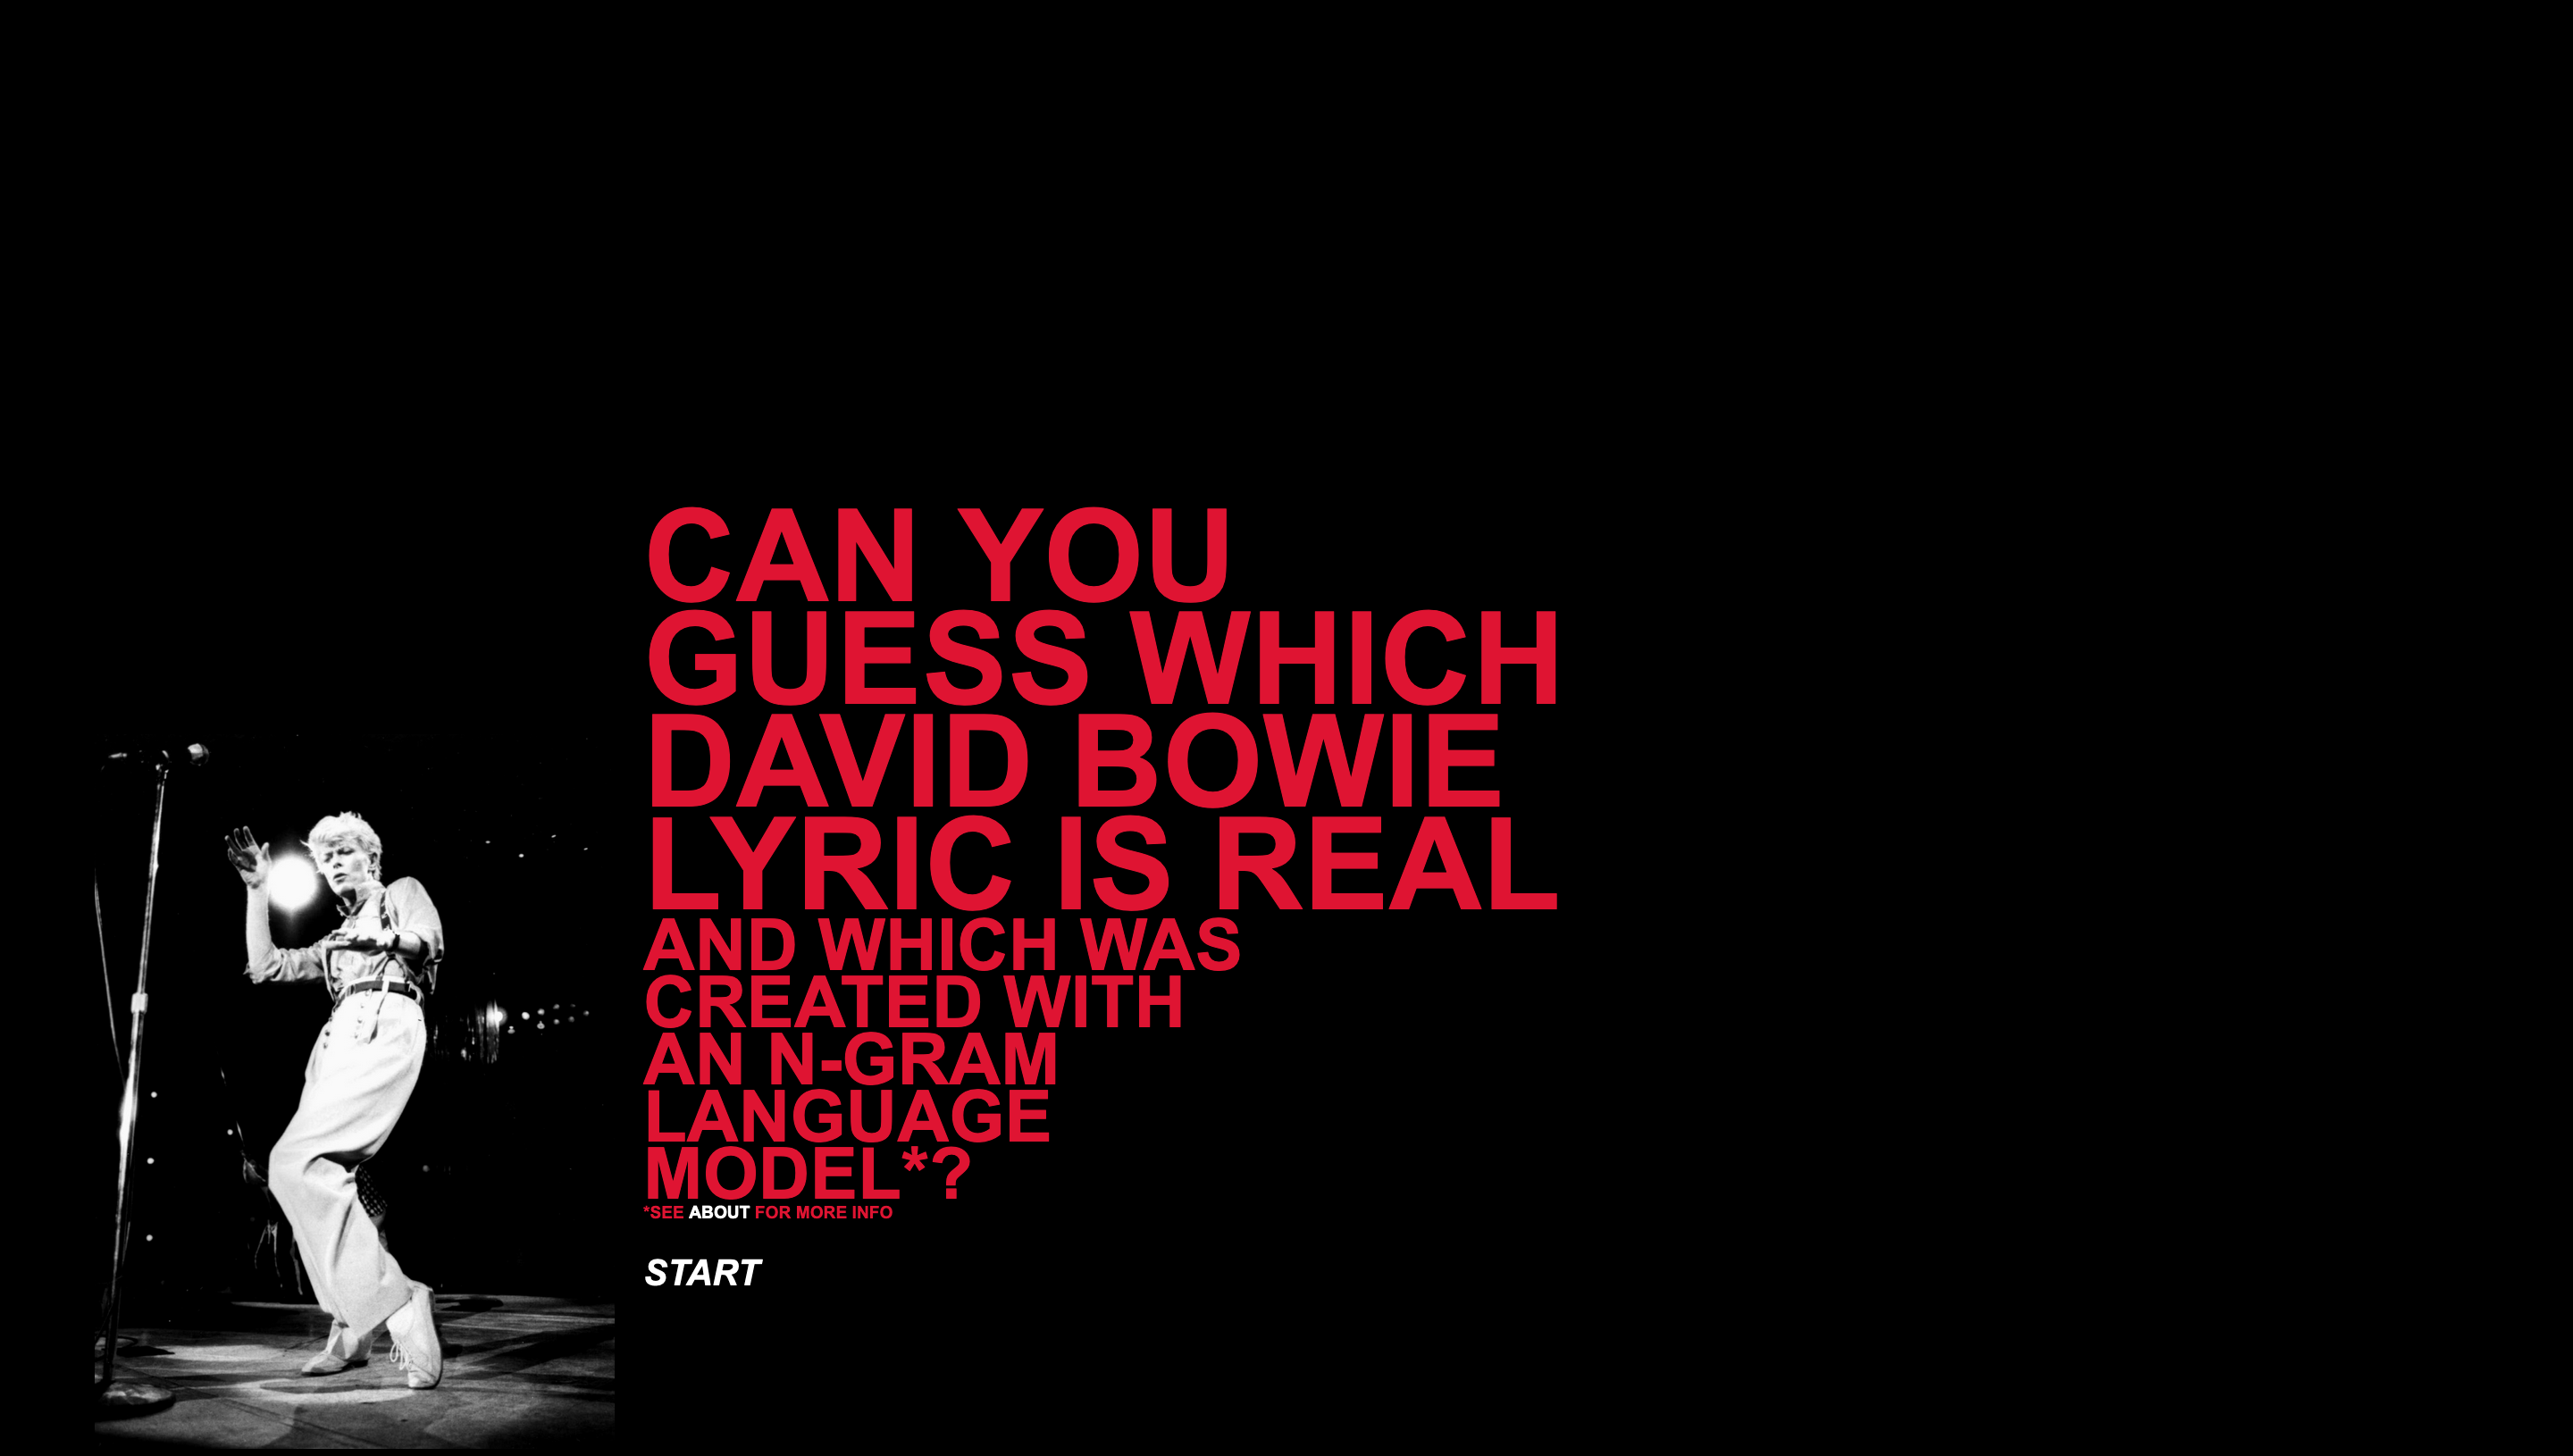 CAN YOU
GUESS WHICH
DAVID BOWIE
LYRIC IS REAL
AND WHICH WAS
CREATED WITH
AN N-GRAM
LANGUAGE
MODEL*?
*SEE ABOUT FOR MORE INFO
START